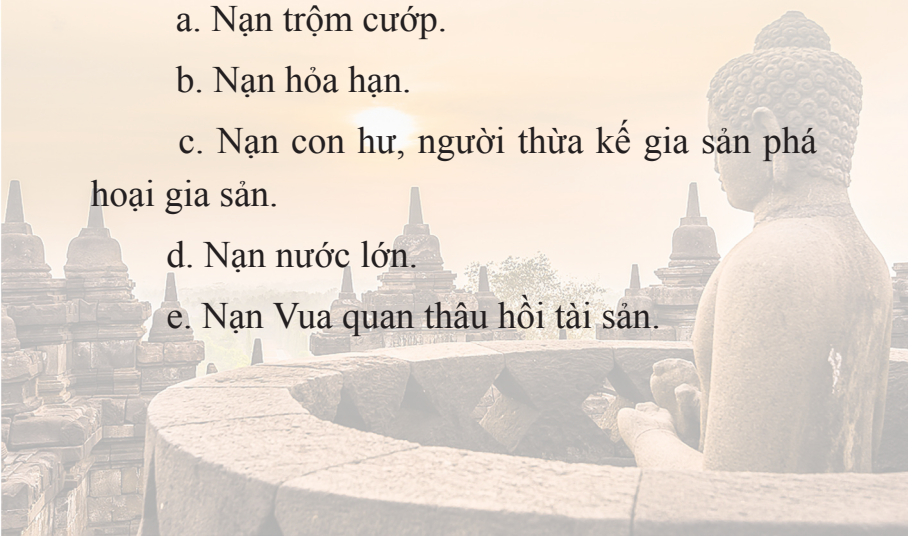 a. Nạn trộm cướp.
b. Nạn hỏa hạn.
c. Nạn con hư, người thừa kế gia sản phá
hoại gia sản.
d. Nạn nước lớn.
e. Nạn Vua quan thâu hồi tài sản.